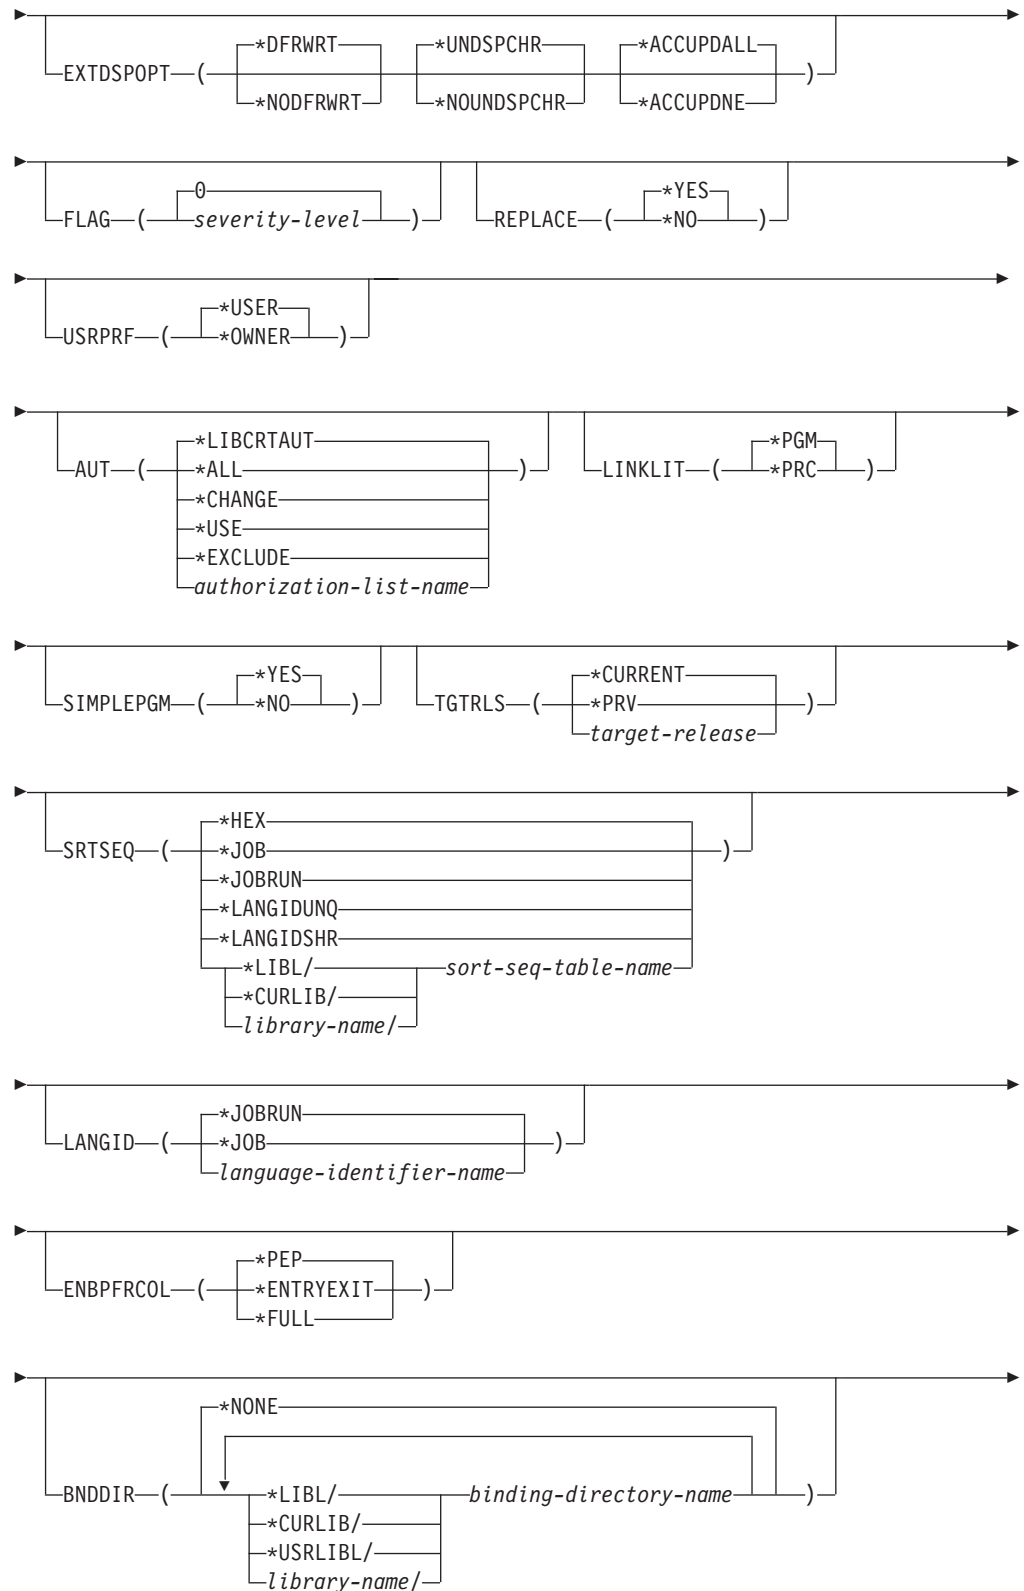 *DFRWRT *UNDSPCHR *ACCUPDALL
EXTDSPOPT ( )
*NODFRWRT *NOUNDSPCHR *ACCUPDNE
0 *YES
FLAG ( severity-level ) REPLACE ( *NO )
*USER
USRPRF ( *OWNER )
*LIBCRTAUT *PGM
AUT ( *ALL ) LINKLIT ( *PRC )
*CHANGE
*USE
*EXCLUDE
authorization-list-name
*YES *CURRENT
SIMPLEPGM ( *NO ) TGTRLS ( *PRV )
target-release
*HEX
SRTSEQ ( *JOB )
*JOBRUN
*LANGIDUNQ
*LANGIDSHR
*LIBL/ sort-seq-table-name
*CURLIB/
library-name/
*JOBRUN
LANGID ( *JOB )
language-identifier-name
*PEP
ENBPFRCOL ( *ENTRYEXIT )
*FULL
*NONE
BNDDIR ( *LIBL/ binding-directory-name )
*CURLIB/
*USRLIBL/
library-name/